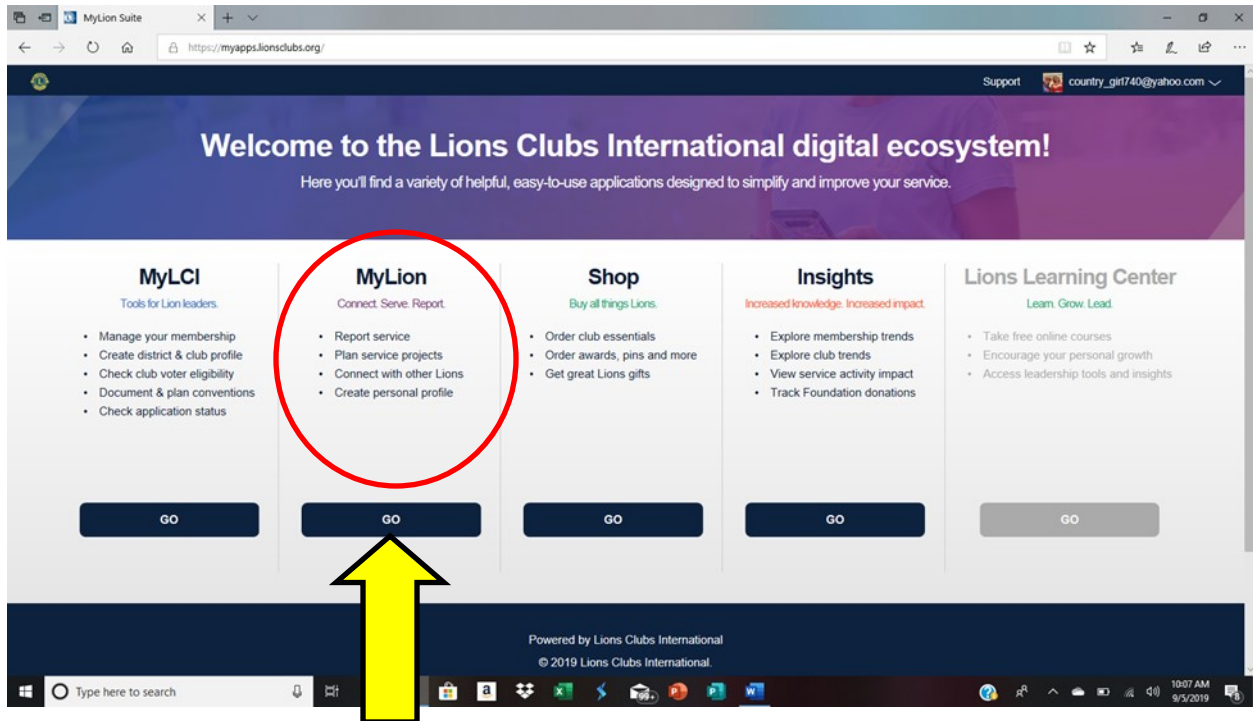 MyLion Suite
https://myapps.lionsclubs.org/
Support country_girl740@yahoo.com
Welcome to the Lions Clubs International digital ecosystem!
Here you'll find a variety of helpful, easy-to-use applications designed to simplify and improve your service.
MyLCI
Tools for Lion leaders.
• Manage your membership
• Create district & club profile
• Check club voter eligibility
• Document & plan conventions
• Check application status
GO
MyLion
Connect. Serve. Report.
• Report service
• Plan service projects
• Connect with other Lions
• Create personal profile
GO
Shop
Buy all things Lions.
• Order club essentials
• Order awards, pins and more
• Get great Lions gifts
GO
Insights
Increased knowledge. Increased impact.
• Explore membership trends
• Explore club trends
• View service activity impact
• Track Foundation donations
GO
Lions Learning Center
Learn. Grow. Lead.
• Take free online courses
• Encourage your personal growth
• Access leadership tools and insights
GO
Powered by Lions Clubs International
© 2019 Lions Clubs International.
Type here to search
99+
10:07 AM
9/5/2019